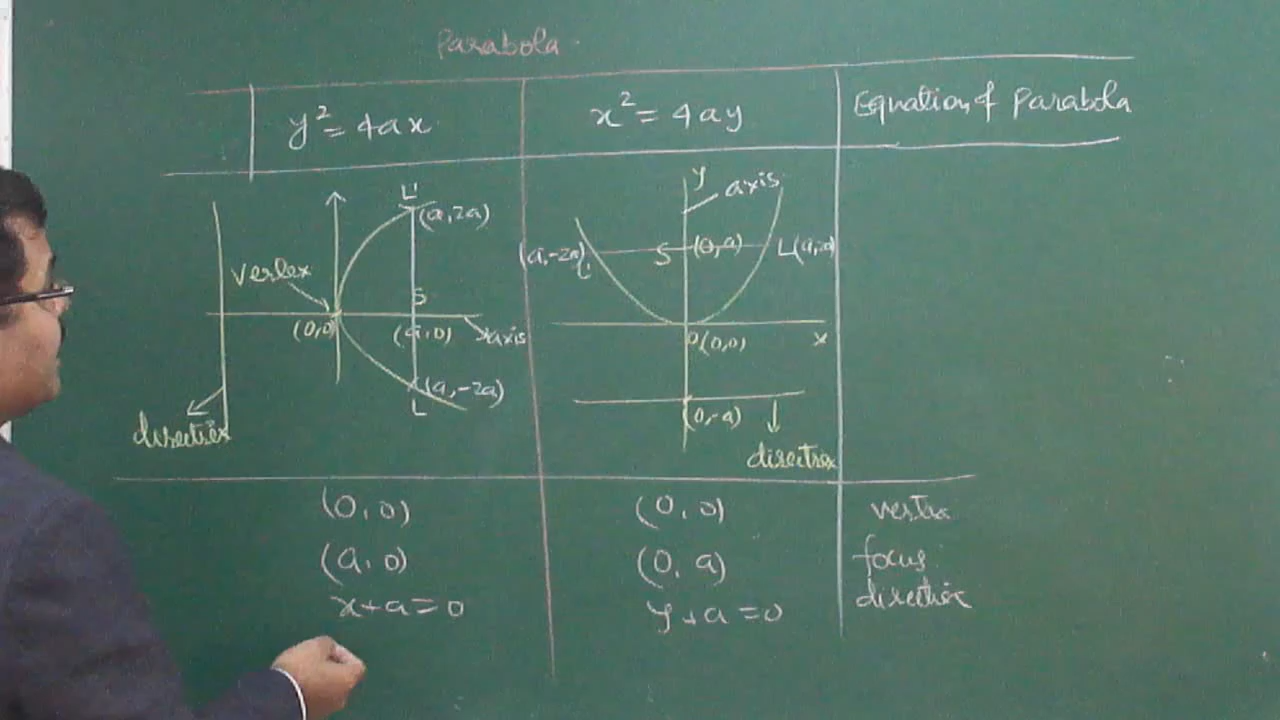 Parabola
y² = 4ax
x² = 4ay
Equation of Parabola
L'
(a, 2a)
vertex
(0,0)
S
(a,0)
axis
(a, -2a)
L
directrix
y
axis
(a, -2a)
L'
S
(0, a)
O(0,0)
x
(0, -a)
directrix
(0, 0)
(0, 0)
(a, 0)
(0, a)
focus
directrix
x+a=0
y+a=0